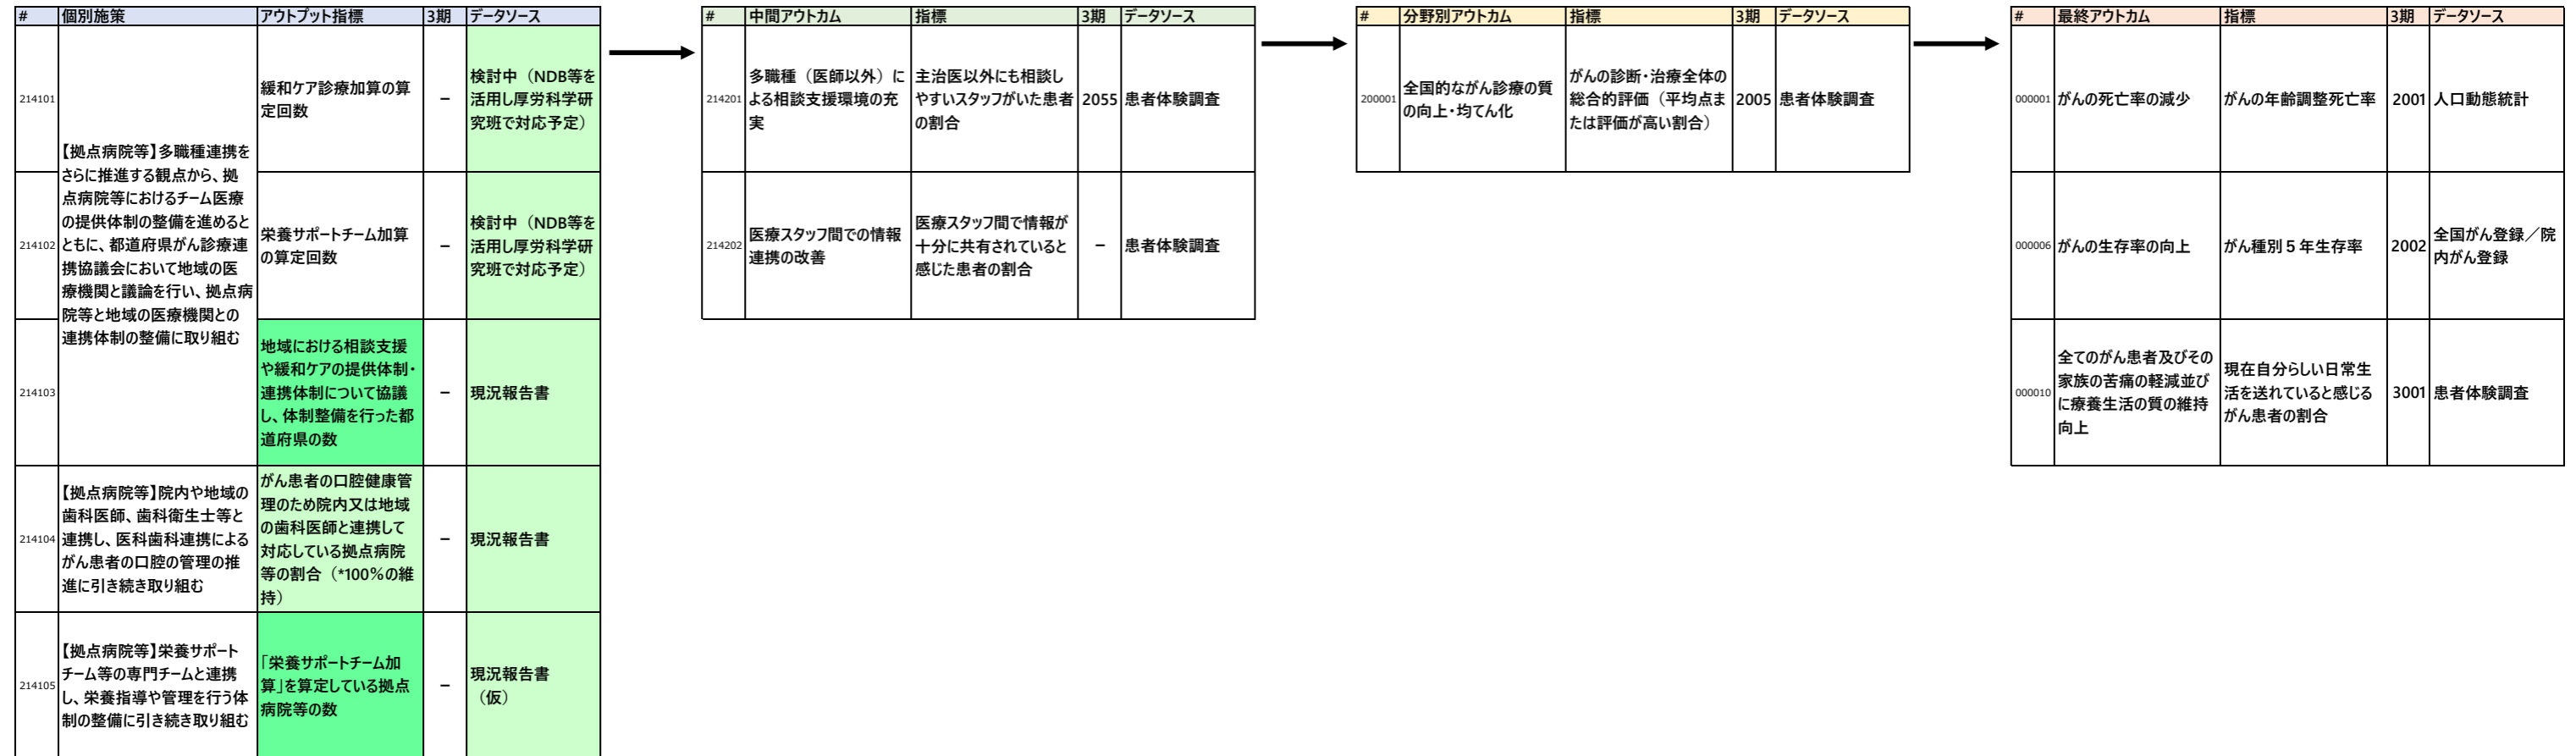 # 個別施策 アウトプット指標 3期 データソース
214101
【拠点病院等】多職種連携を
さらに推進する観点から、拠
点病院等におけるチーム医療
の提供体制の整備を進めると
ともに、都道府県がん診療連
携協議会において地域の医
療機関と議論を行い、拠点病
院等と地域の医療機関との
連携体制の整備に取り組む
緩和ケア診療加算の算
定回数
－
検討中（NDB等を
活用し厚労科学研
究班で対応予定）
214102
栄養サポートチーム加算
の算定回数
－
検討中（NDB等を
活用し厚労科学研
究班で対応予定）
214103
地域における相談支援
や緩和ケアの提供体制・
連携体制について協議
し、体制整備を行った都
道府県の数
－
現況報告書
214104
【拠点病院等】院内や地域の
歯科医師、歯科衛生士等と
連携し、医科歯科連携による
がん患者の口腔の管理の推
進に引き続き取り組む
がん患者の口腔健康管
理のため院内又は地域
の歯科医師と連携して
対応している拠点病院
等の割合（*100％の維
持）
－
現況報告書
214105
【拠点病院等】栄養サポート
チーム等の専門チームと連携
し、栄養指導や管理を行う体
制の整備に引き続き取り組む
「栄養サポートチーム加
算」を算定している拠点
病院等の数
－
現況報告書
（仮）
# 中間アウトカム 指標 3期 データソース
214201
多職種（医師以外）に
よる相談支援環境の充
実
主治医以外にも相談し
やすいスタッフがいた患者
の割合
2055
患者体験調査
214202
医療スタッフ間での情報
連携の改善
医療スタッフ間で情報が
十分に共有されていると
感じた患者の割合
－
患者体験調査
# 分野別アウトカム 指標 3期 データソース
200001
全国的ながん診療の質
の向上・均てん化
がんの診断・治療全体の
総合的評価（平均点ま
たは評価が高い割合）
2005
患者体験調査
# 最終アウトカム 指標 3期 データソース
000001
がんの死亡率の減少
がんの年齢調整死亡率
2001
人口動態統計
000006
がんの生存率の向上
がん種別５年生存率
2002
全国がん登録／院
内がん登録
000010
全てのがん患者及びその
家族の苦痛の軽減並び
に療養生活の質の維持
向上
現在自分らしい日常生
活を送れていると感じる
がん患者の割合
3001
患者体験調査